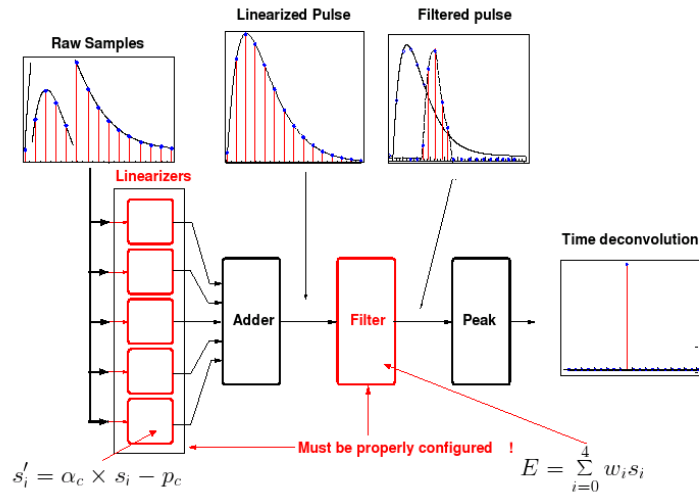 Linearized Pulse
Filtered pulse
Raw Samples
Linearizers
Time deconvolution
Adder
Filter
Peak
Must be properly configured !
s'_i = α_c × s_i − p_c
E = \sum_{i=0}^{4} w_i s_i